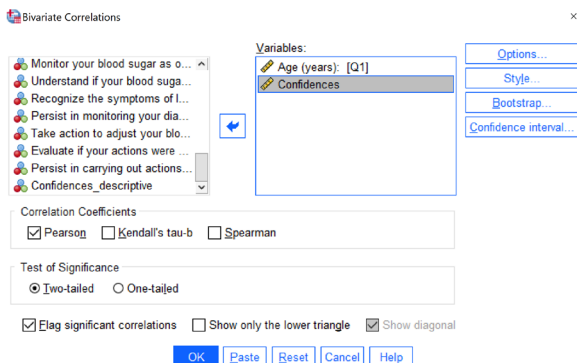 Bivariate Correlations
Variables:
Monitor your blood sugar as o...
Understand if your blood suga...
Recognize the symptoms of l...
Persist in monitoring your dia...
Take action to adjust your blo...
Evaluate if your actions were ...
Persist in carrying out actions...
Confidences_descriptive
Age (years): [Q1]
Confidences
Options...
Style...
Bootstrap...
Confidence interval...
Correlation Coefficients
Pearson Kendall's tau-b Spearman
Test of Significance
Two-tailed One-tailed
Flag significant correlations Show only the lower triangle Show diagonal
OK Paste Reset Cancel Help